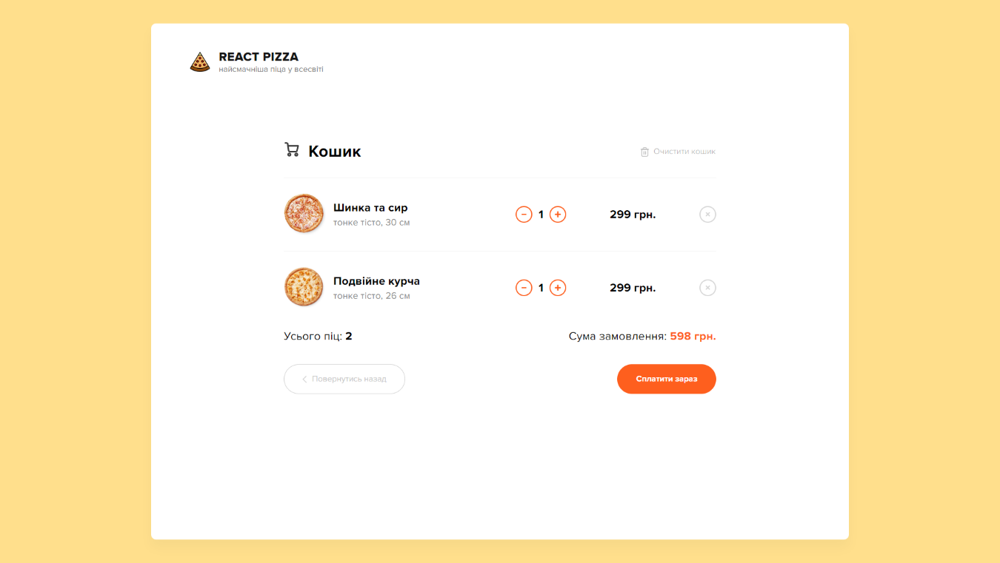 REACT PIZZA
найсмачніша піца у всесвіті
Кошик
Очистити кошик
Шинка та сир
тонке тісто, 30 см
1
299 грн.
Подвійне курча
тонке тісто, 26 см
1
299 грн.
Усього піц: 2
Сума замовлення: 598 грн.
Повернутись назад
Сплатити зараз